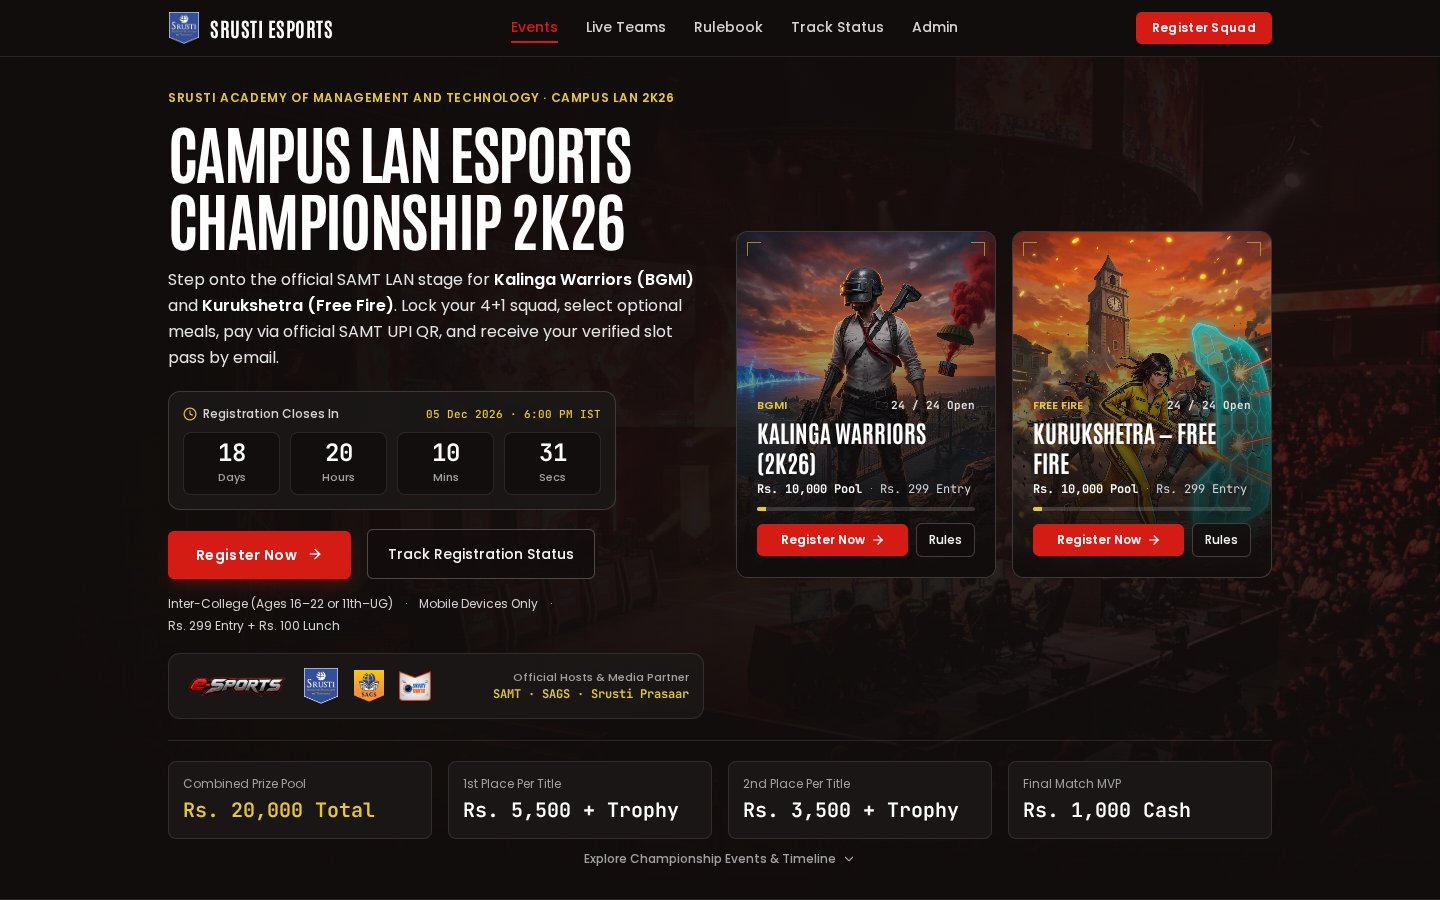 SRUSTI
SRUSTI ESPORTS
Events
Live Teams
Rulebook
Track Status
Admin
Register Squad
SRUSTI ACADEMY OF MANAGEMENT AND TECHNOLOGY · CAMPUS LAN 2K26
CAMPUS LAN ESPORTS
CHAMPIONSHIP 2K26
Step onto the official SAMT LAN stage for Kalinga Warriors (BGMI)
and Kurukshetra (Free Fire). Lock your 4+1 squad, select optional
meals, pay via official SAMT UPI QR, and receive your verified slot
pass by email.
Registration Closes In
05 Dec 2026 · 6:00 PM IST
18
Days
20
Hours
10
Mins
31
Secs
Register Now →
Track Registration Status
Inter-College (Ages 16–22 or 11th–UG) · Mobile Devices Only ·
Rs. 299 Entry + Rs. 100 Lunch
e-SPORTS
SRUSTI
SAGS
Official Hosts & Media Partner
SAMT · SAGS · Srusti Prasaar
BGMI
24 / 24 Open
KALINGA WARRIORS
(2K26)
Rs. 10,000 Pool · Rs. 299 Entry
Register Now →
Rules
FREE FIRE
24 / 24 Open
KURUKSHETRA – FREE
FIRE
Rs. 10,000 Pool · Rs. 299 Entry
Register Now →
Rules
Combined Prize Pool
Rs. 20,000 Total
1st Place Per Title
Rs. 5,500 + Trophy
2nd Place Per Title
Rs. 3,500 + Trophy
Final Match MVP
Rs. 1,000 Cash
Explore Championship Events & Timeline